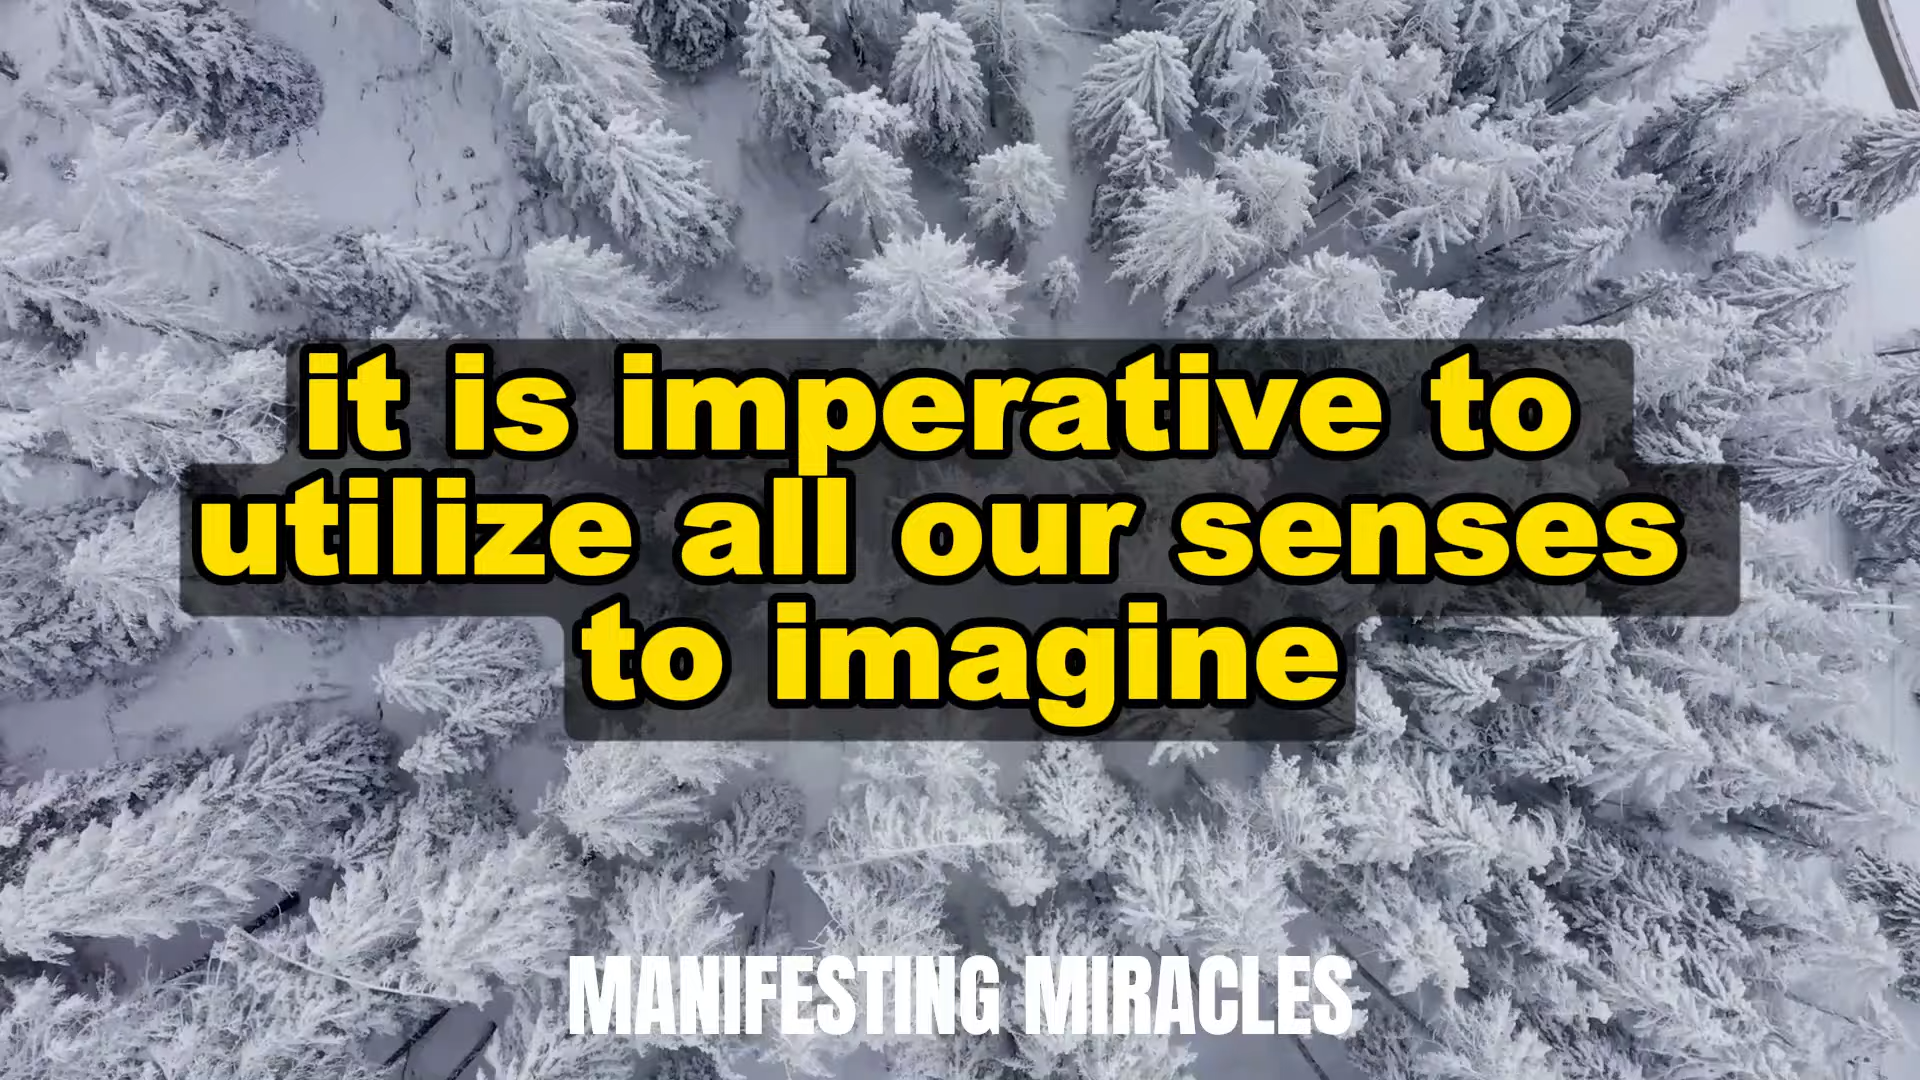 it is imperative to
utilize all our senses
to imagine
MANIFESTING MIRACLES